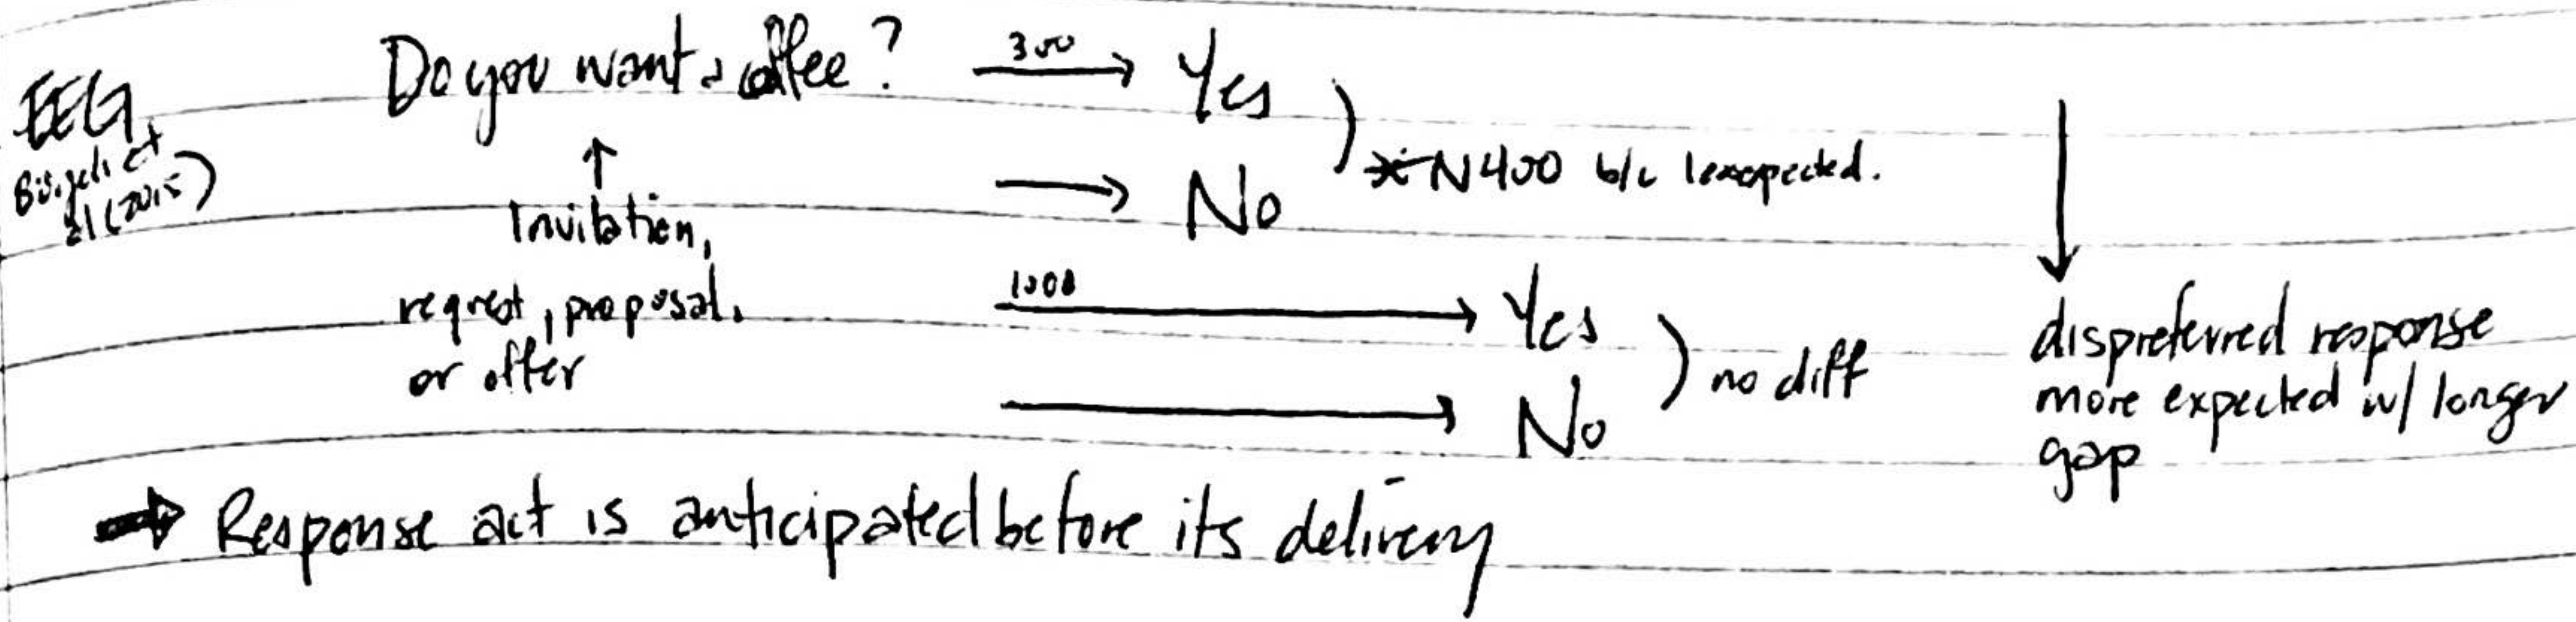 Do you want a coffee? 300 → Yes
EEG
Bögels et
al (2015)
→ No
N400 b/c unexpected.
↑
Invitation,
request, proposal,
or offer
1000 → Yes
→ No
no diff
dispreferred response
more expected w/ longer
gap
→ Response act is anticipated before its delivery